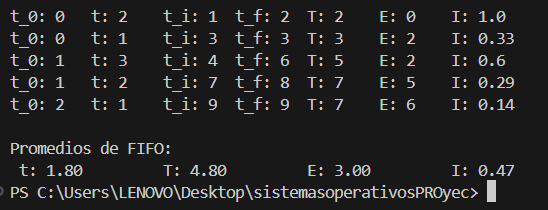 t_0: 0 t: 2 t_i: 1 t_f: 2 T: 2 E: 0 I: 1.0
t_0: 0 t: 1 t_i: 3 t_f: 3 T: 3 E: 2 I: 0.33
t_0: 1 t: 3 t_i: 4 t_f: 6 T: 5 E: 2 I: 0.6
t_0: 1 t: 2 t_i: 7 t_f: 8 T: 7 E: 5 I: 0.29
t_0: 2 t: 1 t_i: 9 t_f: 9 T: 7 E: 6 I: 0.14
Promedios de FIFO:
t: 1.80 T: 4.80 E: 3.00 I: 0.47
PS C:\Users\LENOVO\Desktop\sistemasoperativosPROyec>